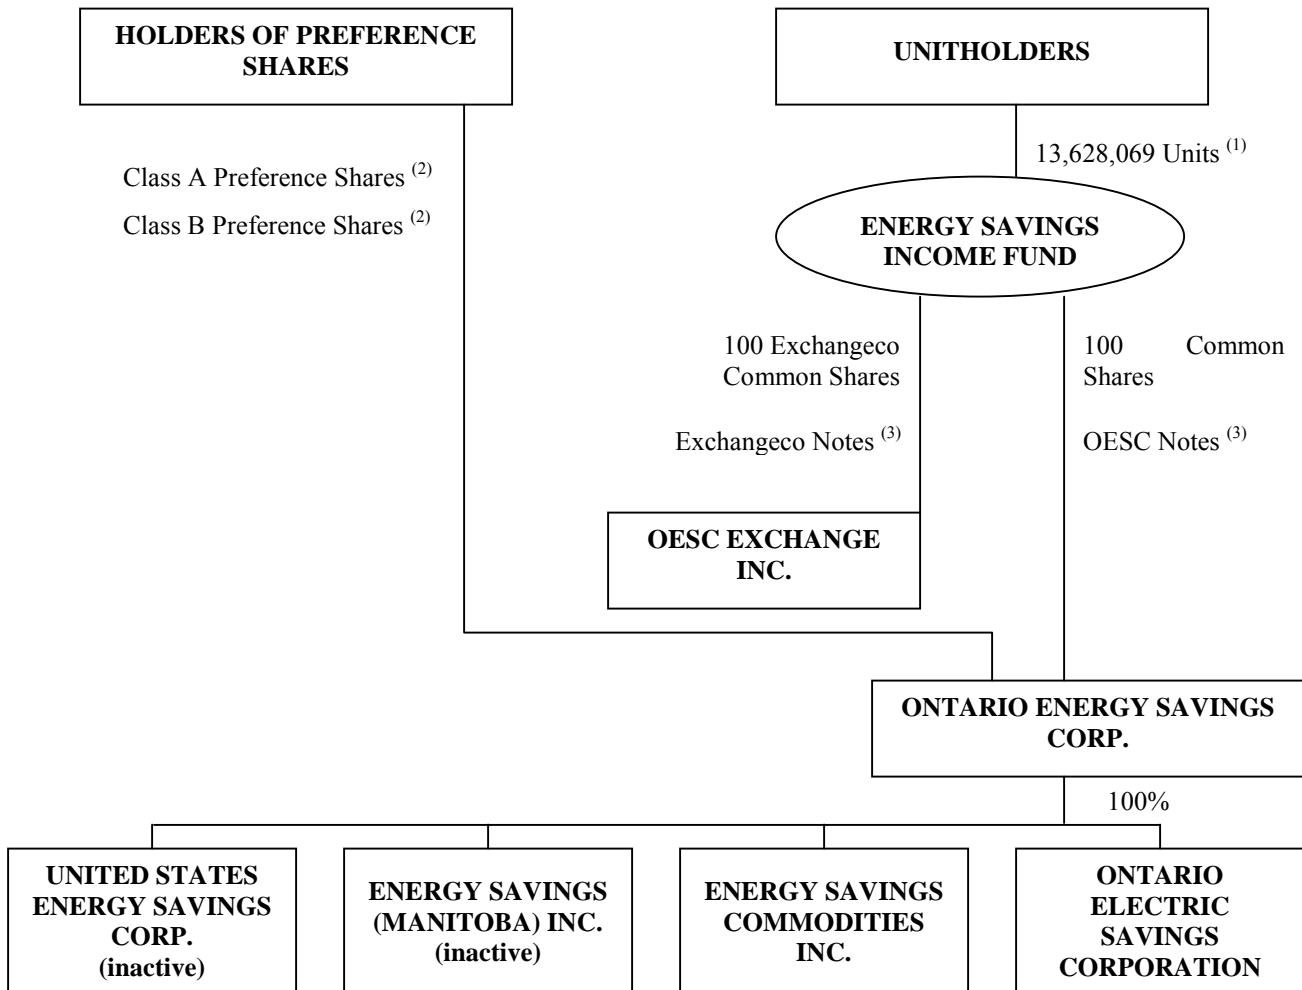 HOLDERS OF PREFERENCE
SHARES
UNITHOLDERS
13,628,069 Units (1)
Class A Preference Shares (2)
Class B Preference Shares (2)
ENERGY SAVINGS
INCOME FUND
100 Exchangeco
Common Shares
Exchangeco Notes (3)
100 Common
Shares
OESC Notes (3)
OESC EXCHANGE
INC.
ONTARIO ENERGY SAVINGS
CORP.
100%
UNITED STATES
ENERGY SAVINGS
CORP.
(inactive)
ENERGY SAVINGS
(MANITOBA) INC.
(inactive)
ENERGY SAVINGS
COMMODITIES
INC.
ONTARIO
ELECTRIC
SAVINGS
CORPORATION